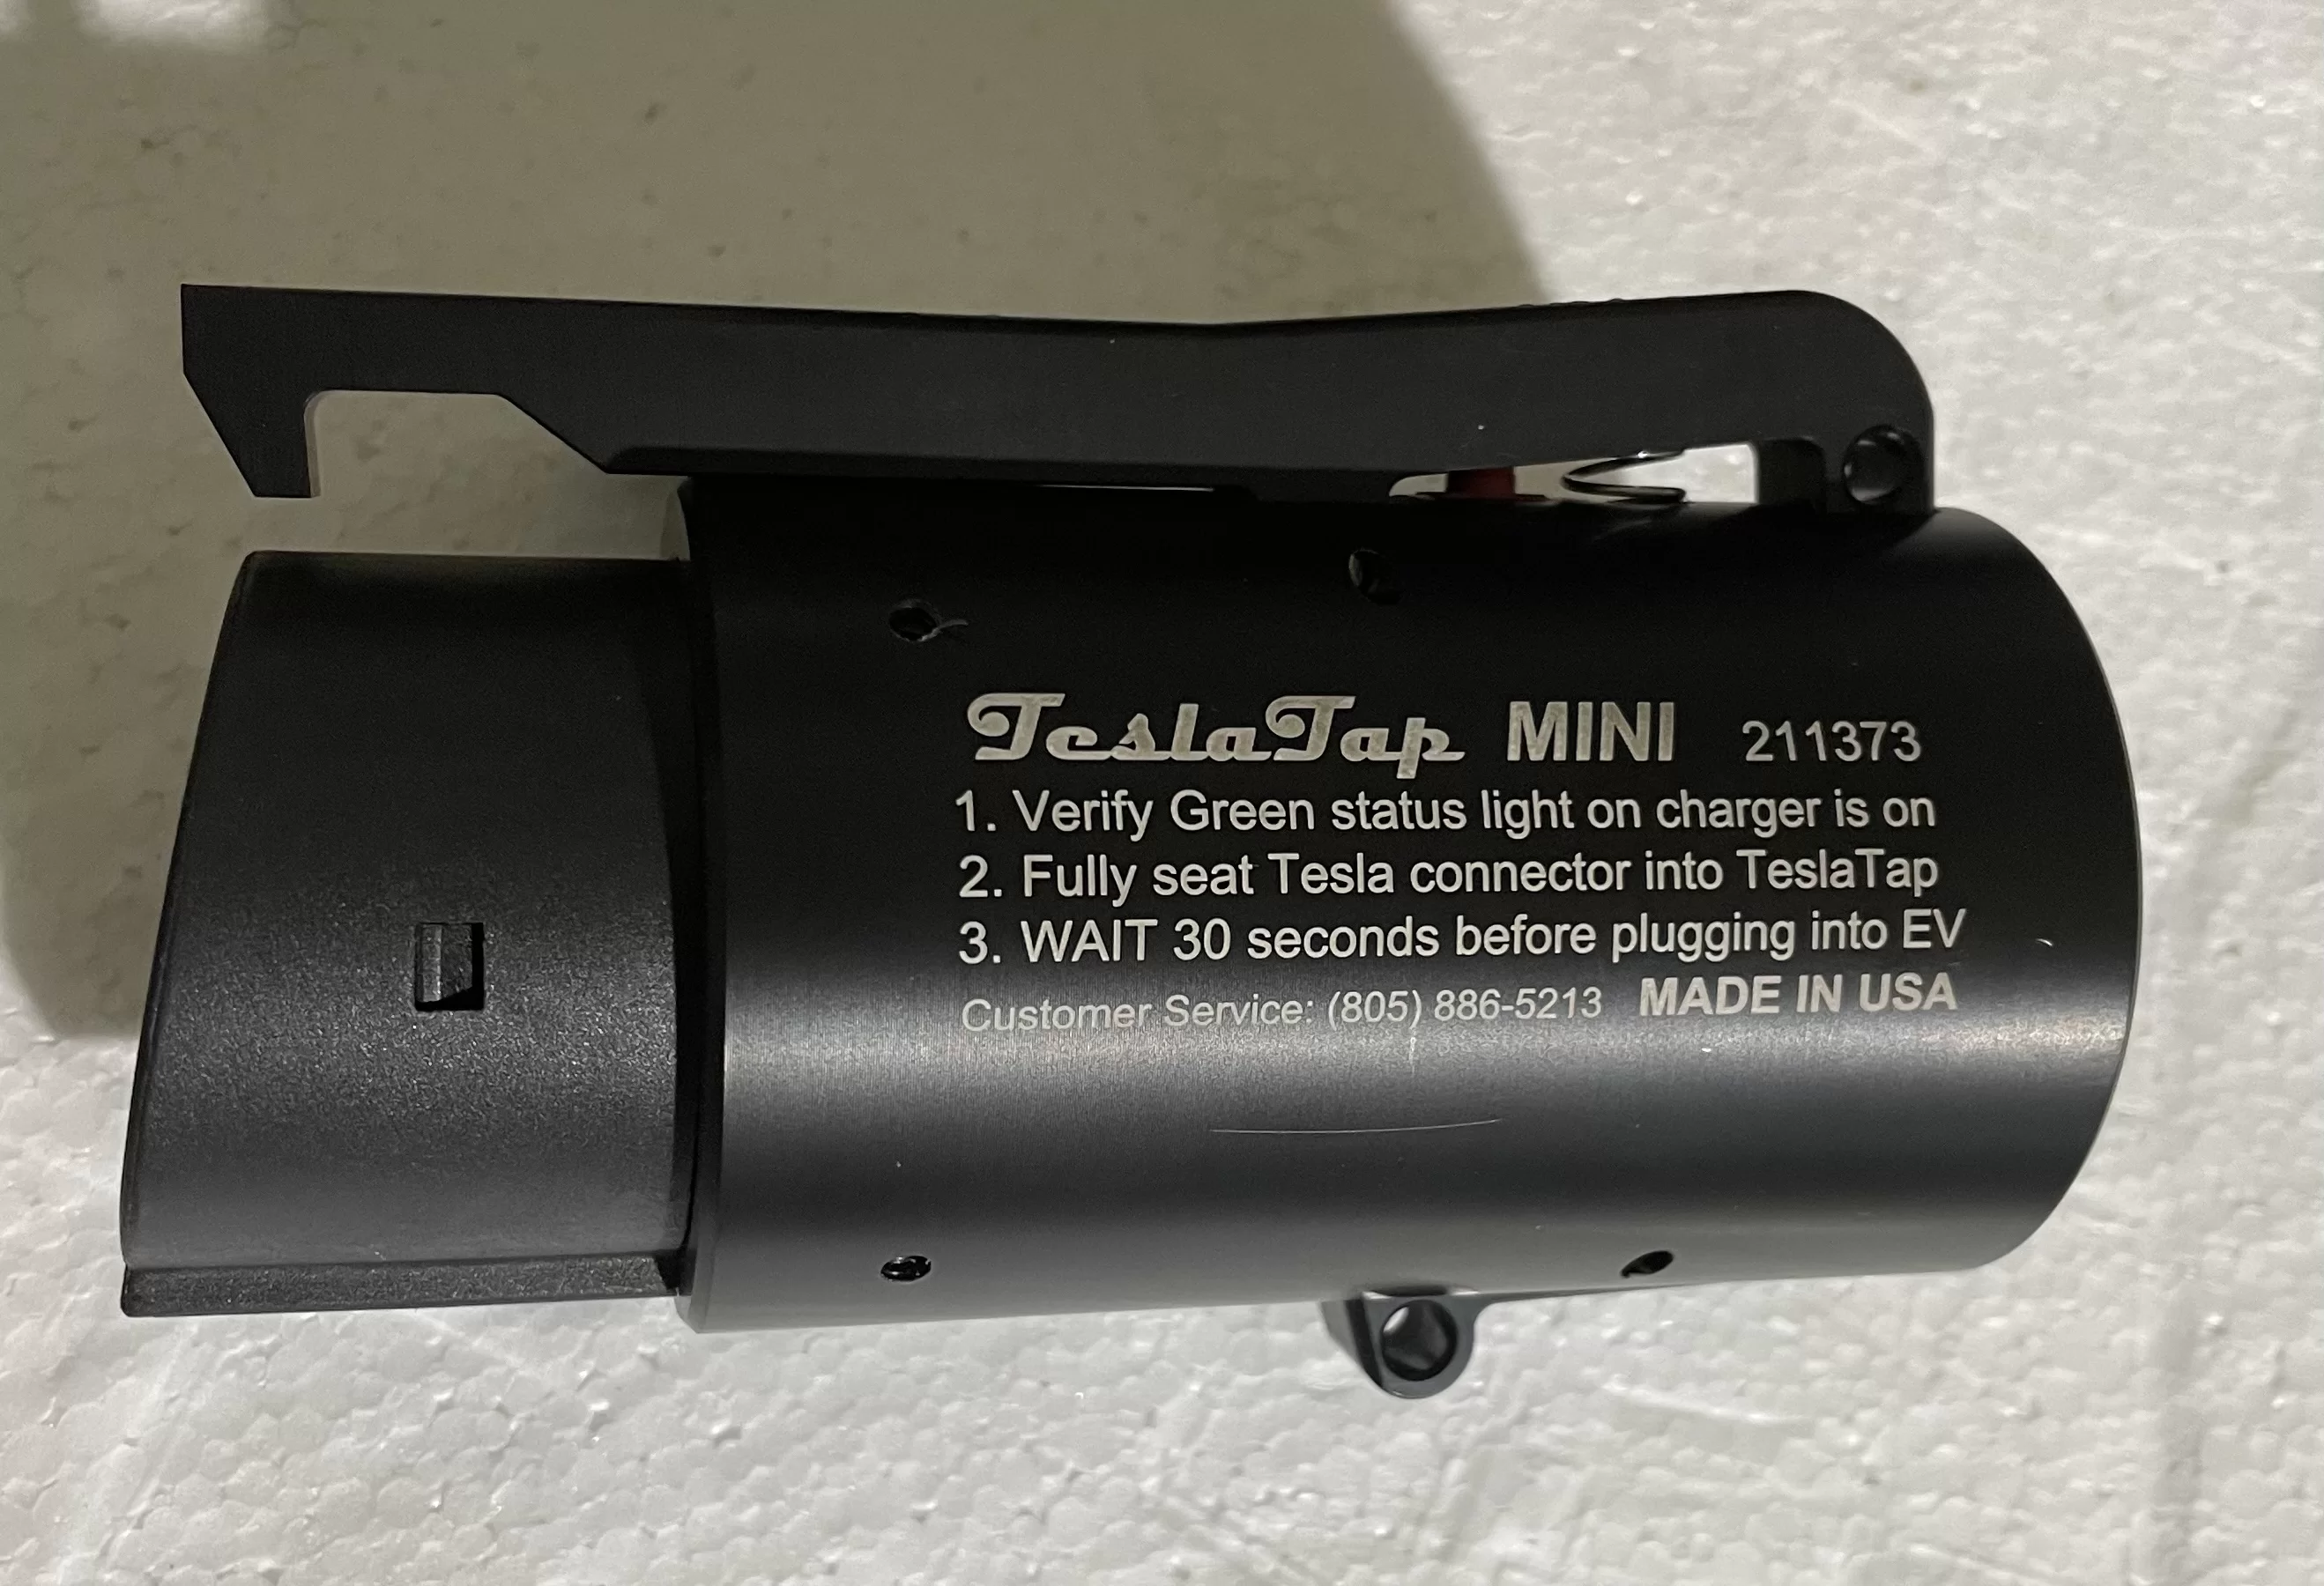 TeslaTap MINI 211373
1. Verify Green status light on charger is on
2. Fully seat Tesla connector into TeslaTap
3. WAIT 30 seconds before plugging into EV
Customer Service: (805) 886-5213 MADE IN USA